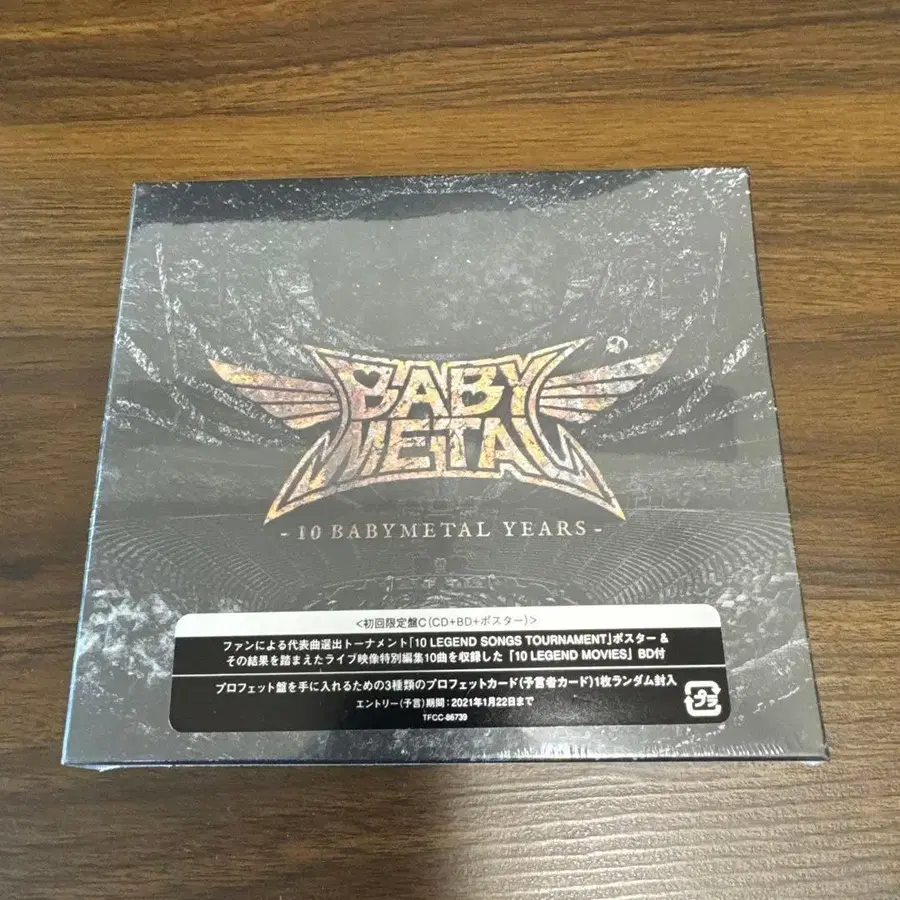 BABY
METAL
- 10 BABYMETAL YEARS -
<初回限定盤C(CD+BD+ポスター)>
ファンによる代表曲選出トーナメント「10 LEGEND SONGS TOURNAMENT」ポスター &
その結果を踏まえたライブ映像特別編集10曲を収録した「10 LEGEND MOVIES」BD付
プロフェット盤を手に入れるための3種類のプロフェットカード(予言者カード)1枚ランダム封入
エントリー(予言)期間：2021年1月22日まで
TFCC-86739
プラ